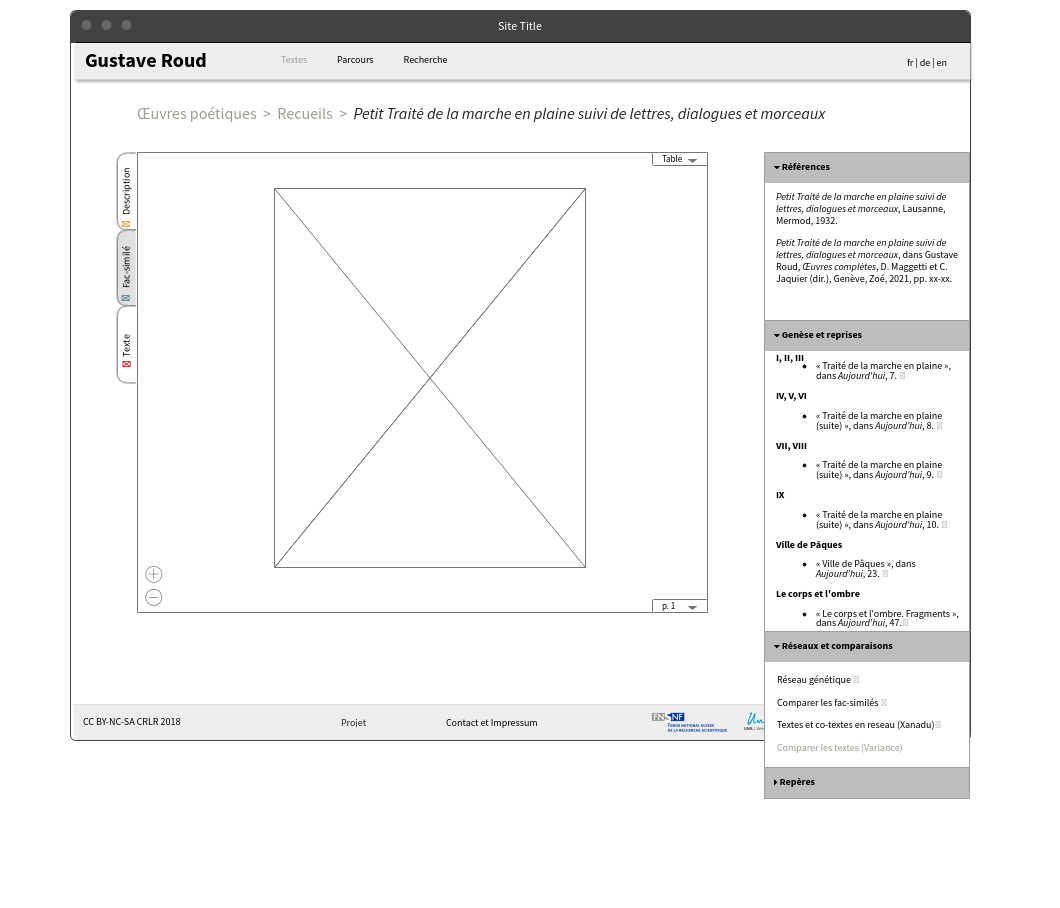 Site Title
Gustave Roud
Textes
Parcours
Recherche
fr | de | en
Œuvres poétiques > Recueils > Petit Traité de la marche en plaine suivi de lettres, dialogues et morceaux
Description
Fac-similé
Texte
Table
p. 1
Références
Petit Traité de la marche en plaine suivi de
lettres, dialogues et morceaux, Lausanne,
Mermod, 1932.
Petit Traité de la marche en plaine suivi de
lettres, dialogues et morceaux, dans Gustave
Roud, Œuvres complètes, D. Maggetti et C.
Jaquier (dir.), Genève, Zoé, 2021, pp. xx-xx.
Genèse et reprises
I, II, III
« Traité de la marche en plaine »,
dans Aujourd'hui, 7.
IV, V, VI
« Traité de la marche en plaine
(suite) », dans Aujourd'hui, 8.
VII, VIII
« Traité de la marche en plaine
(suite) », dans Aujourd'hui, 9.
IX
« Traité de la marche en plaine
(suite) », dans Aujourd'hui, 10.
Ville de Pâques
« Ville de Pâques », dans
Aujourd'hui, 23.
Le corps et l'ombre
« Le corps et l'ombre. Fragments »,
dans Aujourd'hui, 47.
Réseaux et comparaisons
Réseau génétique
Comparer les fac-similés
Textes et co-textes en reseau (Xanadu)
Comparer les textes (Variance)
Repères
CC BY-NC-SA CRLR 2018
Projet
Contact et Impressum
FNSNF
FONDS NATIONAL SUISSE
DE LA RECHERCHE SCIENTIFIQUE